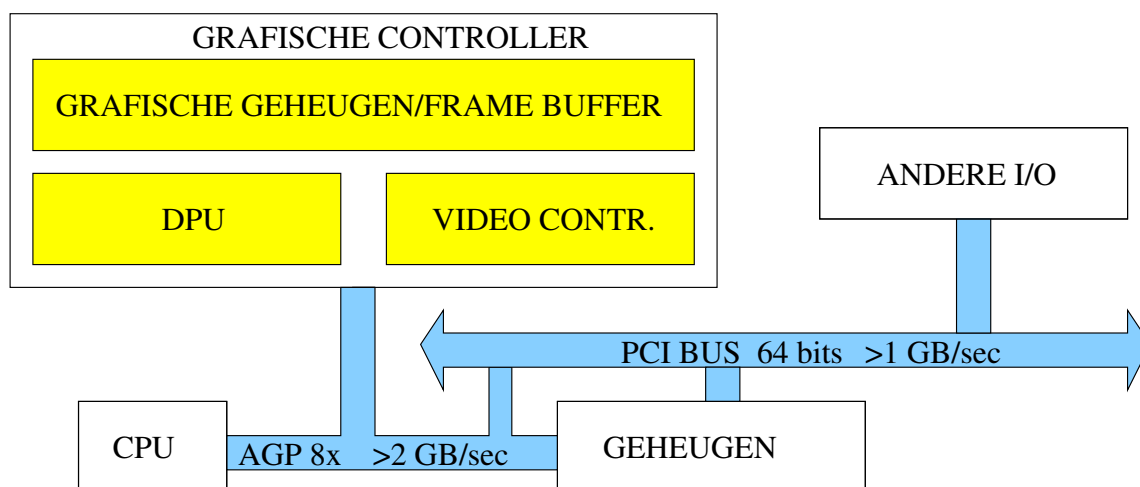 GRAFISCHE CONTROLLER
GRAFISCHE GEHEUGEN/FRAME BUFFER
DPU
VIDEO CONTR.
ANDERE I/O
PCI BUS 64 bits >1 GB/sec
CPU
AGP 8x >2 GB/sec
GEHEUGEN